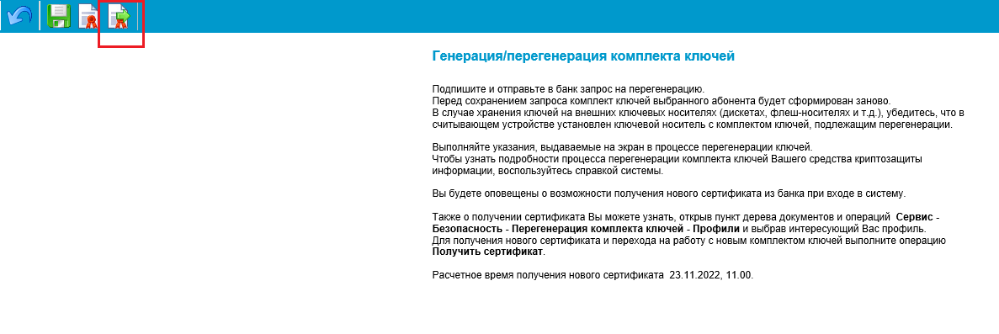 Генерация/перегенерация комплекта ключей
Подпишите и отправьте в банк запрос на перегенерацию.
Перед сохранением запроса комплект ключей выбранного абонента будет сформирован заново.
В случае хранения ключей на внешних ключевых носителях (дискетах, флеш-носителях и т.д.), убедитесь, что в
считывающем устройстве установлен ключевой носитель с комплектом ключей, подлежащим перегенерации.
Выполняйте указания, выдаваемые на экран в процессе перегенерации ключей.
Чтобы узнать подробности процесса перегенерации комплекта ключей Вашего средства криптозащиты
информации, воспользуйтесь справкой системы.
Вы будете оповещены о возможности получения нового сертификата из банка при входе в систему.
Также о получении сертификата Вы можете узнать, открыв пункт дерева документов и операций  Сервис -
Безопасность - Перегенерация комплекта ключей - Профили и выбрав интересующий Вас профиль.
Для получения нового сертификата и перехода на работу с новым комплектом ключей выполните операцию
Получить сертификат.
Расчетное время получения нового сертификата  23.11.2022, 11.00.